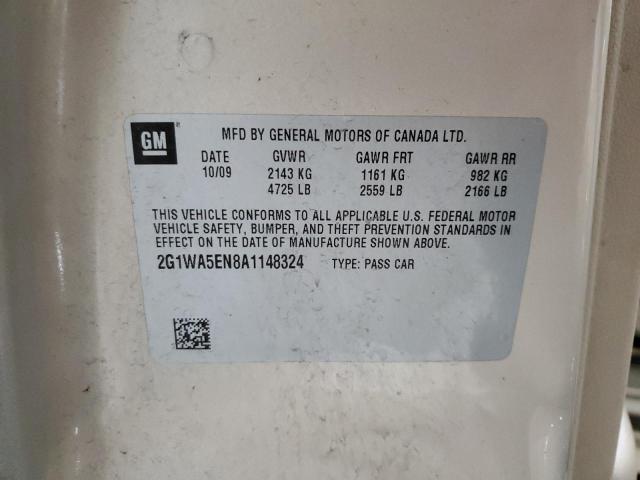 GM
MFD BY GENERAL MOTORS OF CANADA LTD.
DATE GVWR GAWR FRT GAWR RR
10/09 2143 KG 1161 KG 982 KG
4725 LB 2559 LB 2166 LB
THIS VEHICLE CONFORMS TO ALL APPLICABLE U.S. FEDERAL MOTOR
VEHICLE SAFETY, BUMPER, AND THEFT PREVENTION STANDARDS IN
EFFECT ON THE DATE OF MANUFACTURE SHOWN ABOVE.
2G1WA5EN8A1148324 TYPE: PASS CAR